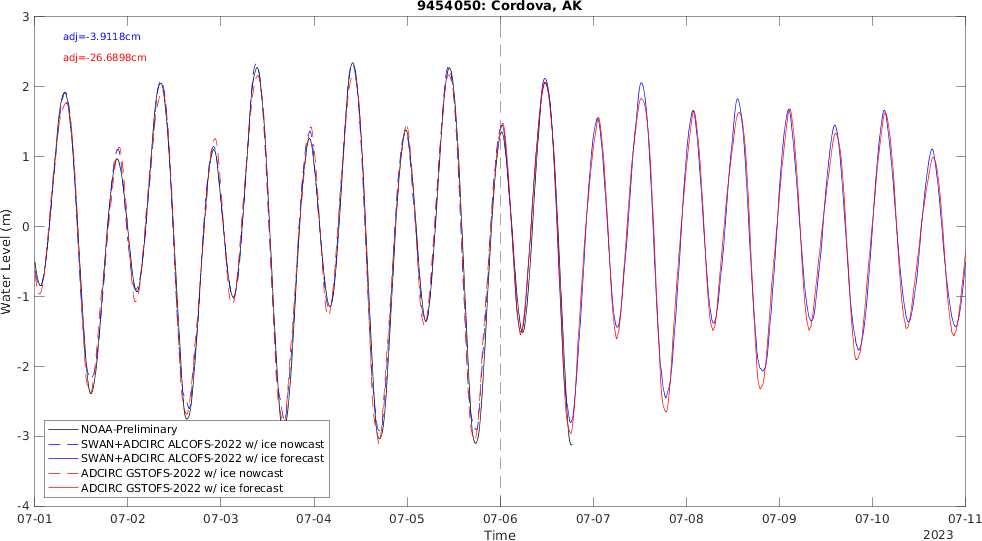 9454050: Cordova, AK
adj=-3.9118cm
adj=-26.6898cm
3
2
1
0
-1
-2
-3
-4
Water Level (m)
NOAA-Preliminary
SWAN+ADCIRC ALCOFS-2022 w/ ice nowcast
SWAN+ADCIRC ALCOFS-2022 w/ ice forecast
ADCIRC GSTOFS-2022 w/ ice nowcast
ADCIRC GSTOFS-2022 w/ ice forecast
07-01 07-02 07-03 07-04 07-05 07-06 07-07 07-08 07-09 07-10 07-11
Time
2023